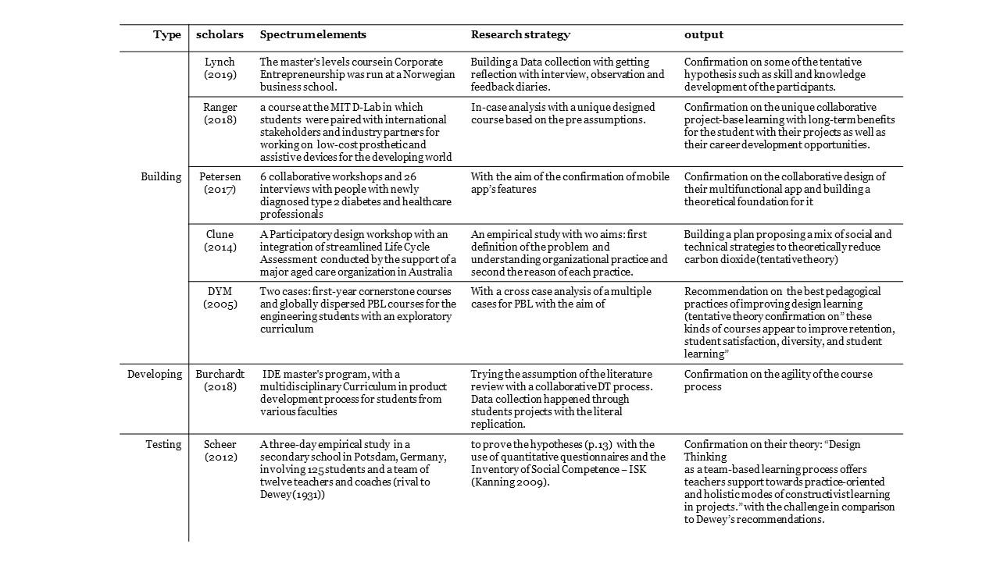 Type scholars Spectrum elements Research strategy output
Building
Lynch
(2019)
The master's levels course in Corporate
Entrepreneurship was run at a Norwegian
business school.
Building a Data collection with getting
reflection with interview, observation and
feedback diaries.
Confirmation on some of the tentative
hypothesis such as skill and knowledge
development of the participants.
Ranger
(2018)
a course at the MIT D-Lab in which
students were paired with international
stakeholders and industry partners for
working on low-cost prosthetic and
assistive devices for the developing world
In-case analysis with a unique designed
course based on the pre assumptions.
Confirmation on the unique collaborative
project-base learning with long-term benefits
for the student with their projects as well as
their career development opportunities.
Petersen
(2017)
6 collaborative workshops and 26
interviews with people with newly
diagnosed type 2 diabetes and healthcare
professionals
With the aim of the confirmation of mobile
app's features
Confirmation on the collaborative design of
their multifunctional app and building a
theoretical foundation for it
Clune
(2014)
A Participatory design workshop with an
integration of streamlined Life Cycle
Assessment conducted by the support of a
major aged care organization in Australia
An empirical study with wo aims: first
definition of the problem and
understanding organizational practice and
second the reason of each practice.
Building a plan proposing a mix of social and
technical strategies to theoretically reduce
carbon dioxide (tentative theory)
DYM
(2005)
Two cases: first-year cornerstone courses
and globally dispersed PBL courses for the
engineering students with an exploratory
curriculum
With a cross case analysis of a multiple
cases for PBL with the aim of
Recommendation on the best pedagogical
practices of improving design learning
(tentative theory confirmation on” these
kinds of courses appear to improve retention,
student satisfaction, diversity, and student
learning”
Developing
Burchardt
(2018)
IDE master's program, with a
multidisciplinary Curriculum in product
development process for students from
various faculties
Trying the assumption of the literature
review with a collaborative DT process.
Data collection happened through
students projects with the literal
replication.
Confirmation on the agility of the course
process
Testing
Scheer
(2012)
A three-day empirical study in a
secondary school in Potsdam, Germany,
involving 125 students and a team of
twelve teachers and coaches (rival to
Dewey (1931))
to prove the hypotheses (p.13) with the
use of quantitative questionnaires and the
Inventory of Social Competence – ISK
(Kanning 2009).
Confirmation on their theory: “Design
Thinking
as a team-based learning process offers
teachers support towards practice-oriented
and holistic modes of constructivist learning
in projects.” with the challenge in comparison
to Dewey's recommendations.